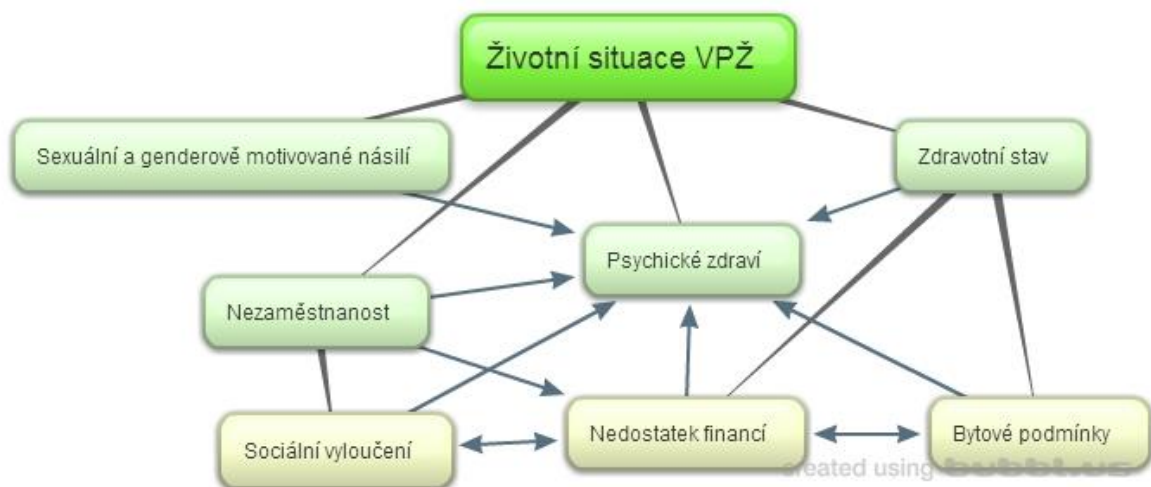 Životní situace VPŽ
Sexuální a genderově motivované násilí
Zdravotní stav
Psychické zdraví
Nezaměstnanost
Sociální vyloučení
Nedostatek financí
Bytové podmínky
created using bubbl.us